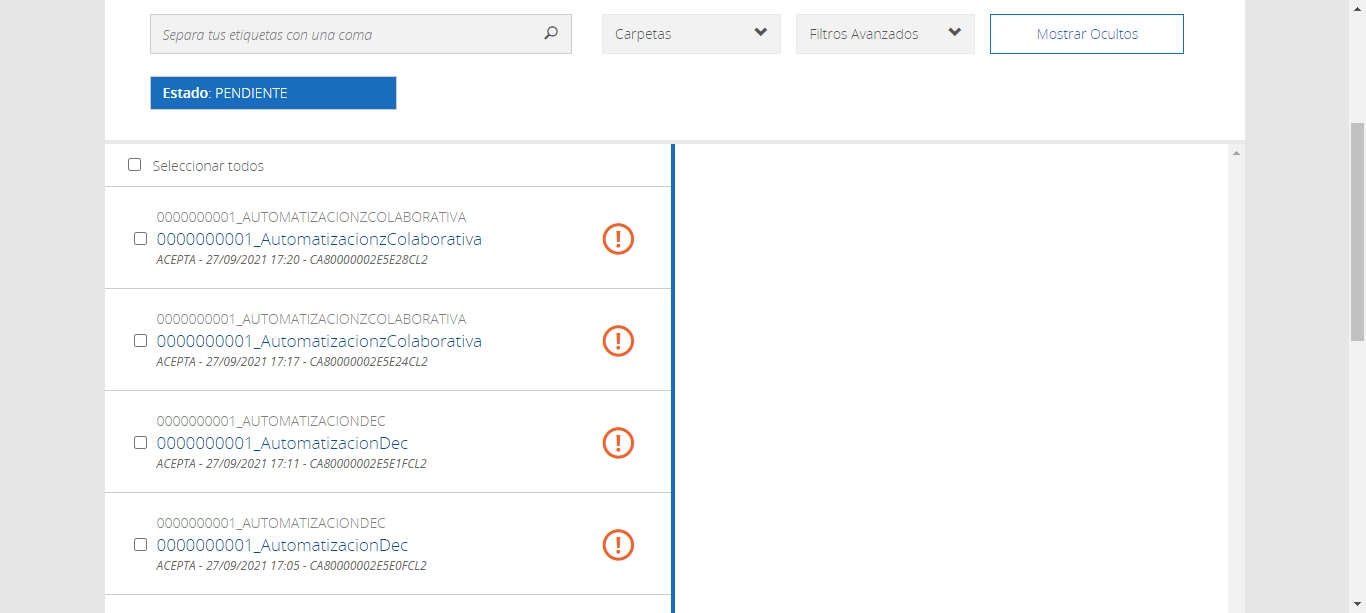 Separa tus etiquetas con una coma
Carpetas
Filtros Avanzados
Mostrar Ocultos
Estado: PENDIENTE
Seleccionar todos
0000000001_AUTOMATIZACIONZCOLABORATIVA
0000000001_AutomatizacionzColaborativa
ACEPTA - 27/09/2021 17:20 - CA80000002E5E28CL2
0000000001_AUTOMATIZACIONZCOLABORATIVA
0000000001_AutomatizacionzColaborativa
ACEPTA - 27/09/2021 17:17 - CA80000002E5E24CL2
0000000001_AUTOMATIZACIONDEC
0000000001_AutomatizacionDec
ACEPTA - 27/09/2021 17:11 - CA80000002E5E1FCL2
0000000001_AUTOMATIZACIONDEC
0000000001_AutomatizacionDec
ACEPTA - 27/09/2021 17:05 - CA80000002E5E0FCL2